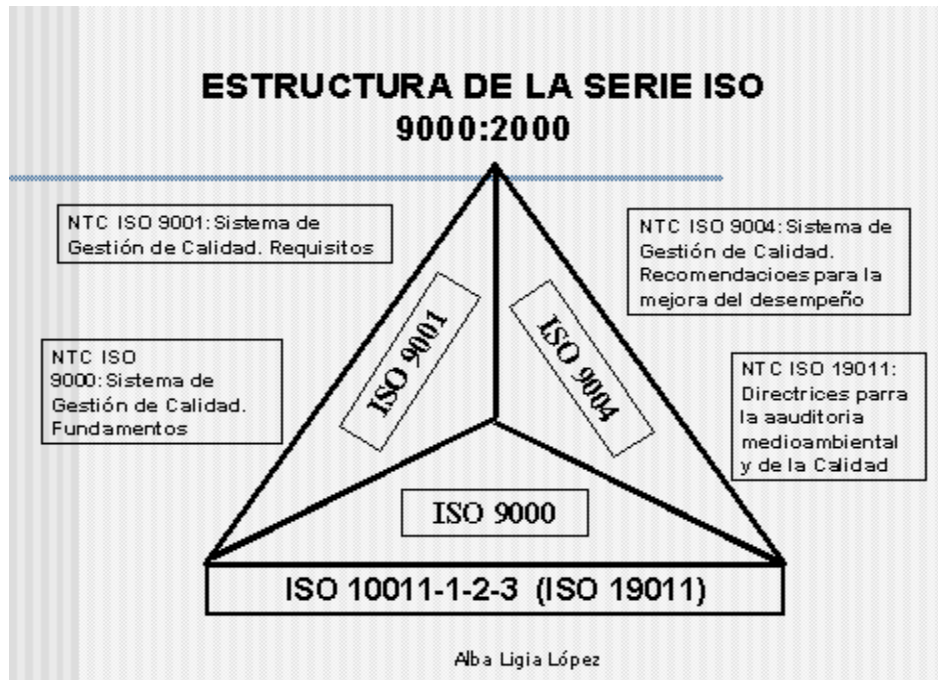 ESTRUCTURA DE LA SERIE ISO
9000:2000
NTC ISO 9001: Sistema de
Gestión de Calidad. Requisitos
NTC ISO 9004: Sistema de
Gestión de Calidad.
Recomendacioes para la
mejora del desempeño
NTC ISO
9000: Sistema de
Gestión de Calidad.
Fundamentos
NTC ISO 19011:
Directrices parra
la aauditoria
medioambiental
y de la Calidad
ISO 9001
ISO 9004
ISO 9000
ISO 10011-1-2-3 (ISO 19011)
Alba Ligia López